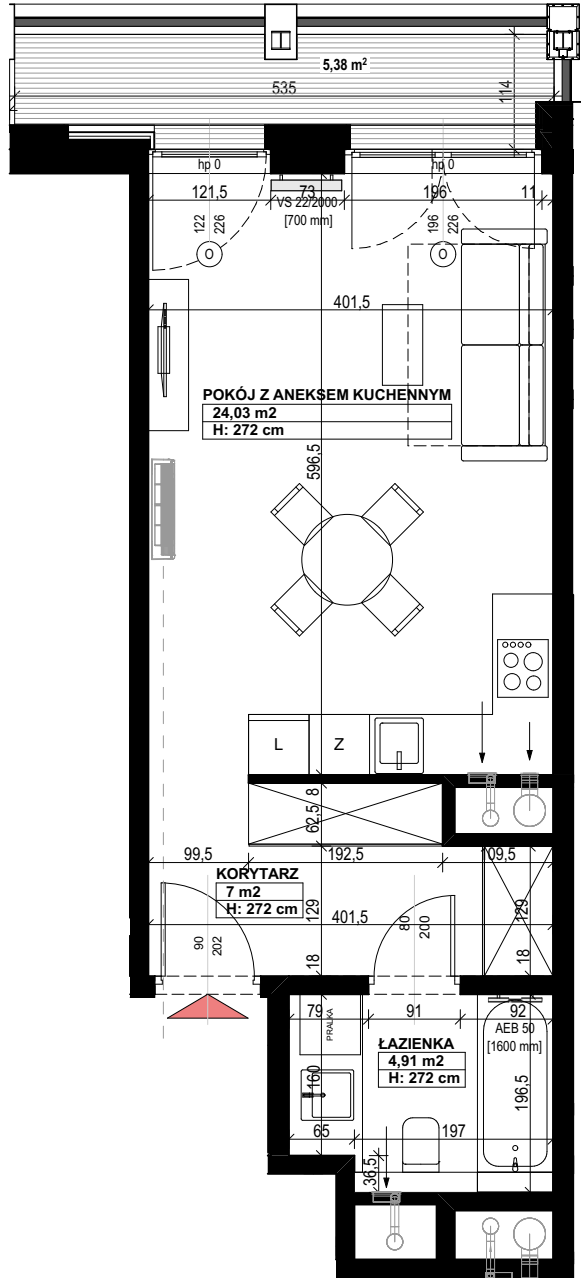 5,38 m²
535
114
hp 0
hp 0
121,5
73
196
11
VS 22/2000
[700 mm]
122
226
196
226
O
O
401,5
POKÓJ Z ANEKSEM KUCHENNYM
24,03 m2
H: 272 cm
596,5
L
Z
8
62,5
99,5
192,5
109,5
KORYTARZ
7 m2
H: 272 cm
129
129
401,5
90
202
80
200
18
18
79
91
92
PRALKA
AEB 50
[1600 mm]
ŁAZIENKA
4,91 m2
H: 272 cm
160
196,5
65
197
36,5